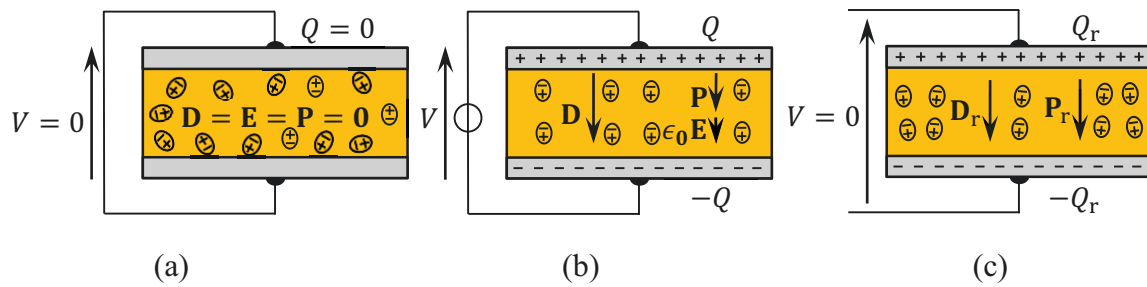 Q = 0
V = 0
D = E = P = 0
(a)
Q
+ + + + + + + + + + + + +
V
D
P
ϵ₀E
− − − − − − − − − − − − −
−Q
(b)
Qᵣ
+ + + + + + + + + + + + +
V = 0
Dᵣ
Pᵣ
− − − − − − − − − − − − −
−Qᵣ
(c)